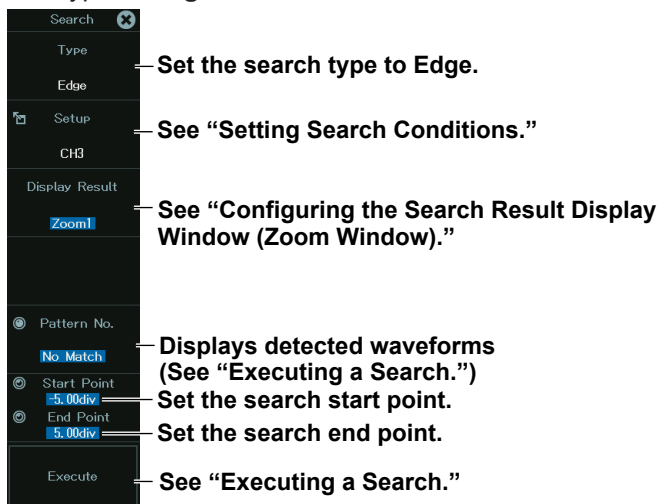 Search
Type
Edge
Set the search type to Edge.
Setup
CH3
See “Setting Search Conditions.”
Display Result
Zoom1
See “Configuring the Search Result Display
Window (Zoom Window).”
Pattern No.
No Match
Displays detected waveforms
(See “Executing a Search.”)
Start Point
-5.00div
Set the search start point.
End Point
5.00div
Set the search end point.
Execute
See “Executing a Search.”